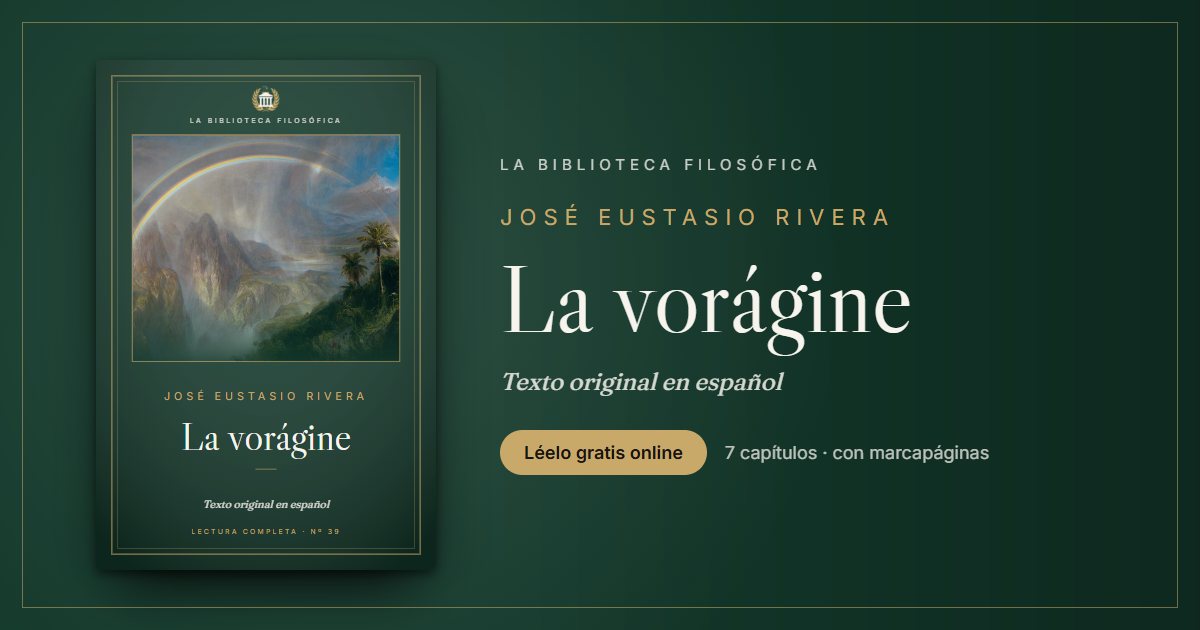 LA BIBLIOTECA FILOSÓFICA
JOSÉ EUSTASIO RIVERA
La vorágine
Texto original en español
LECTURA COMPLETA · Nº 39
LA BIBLIOTECA FILOSÓFICA
JOSÉ EUSTASIO RIVERA
La vorágine
Texto original en español
Léelo gratis online
7 capítulos · con marcapáginas